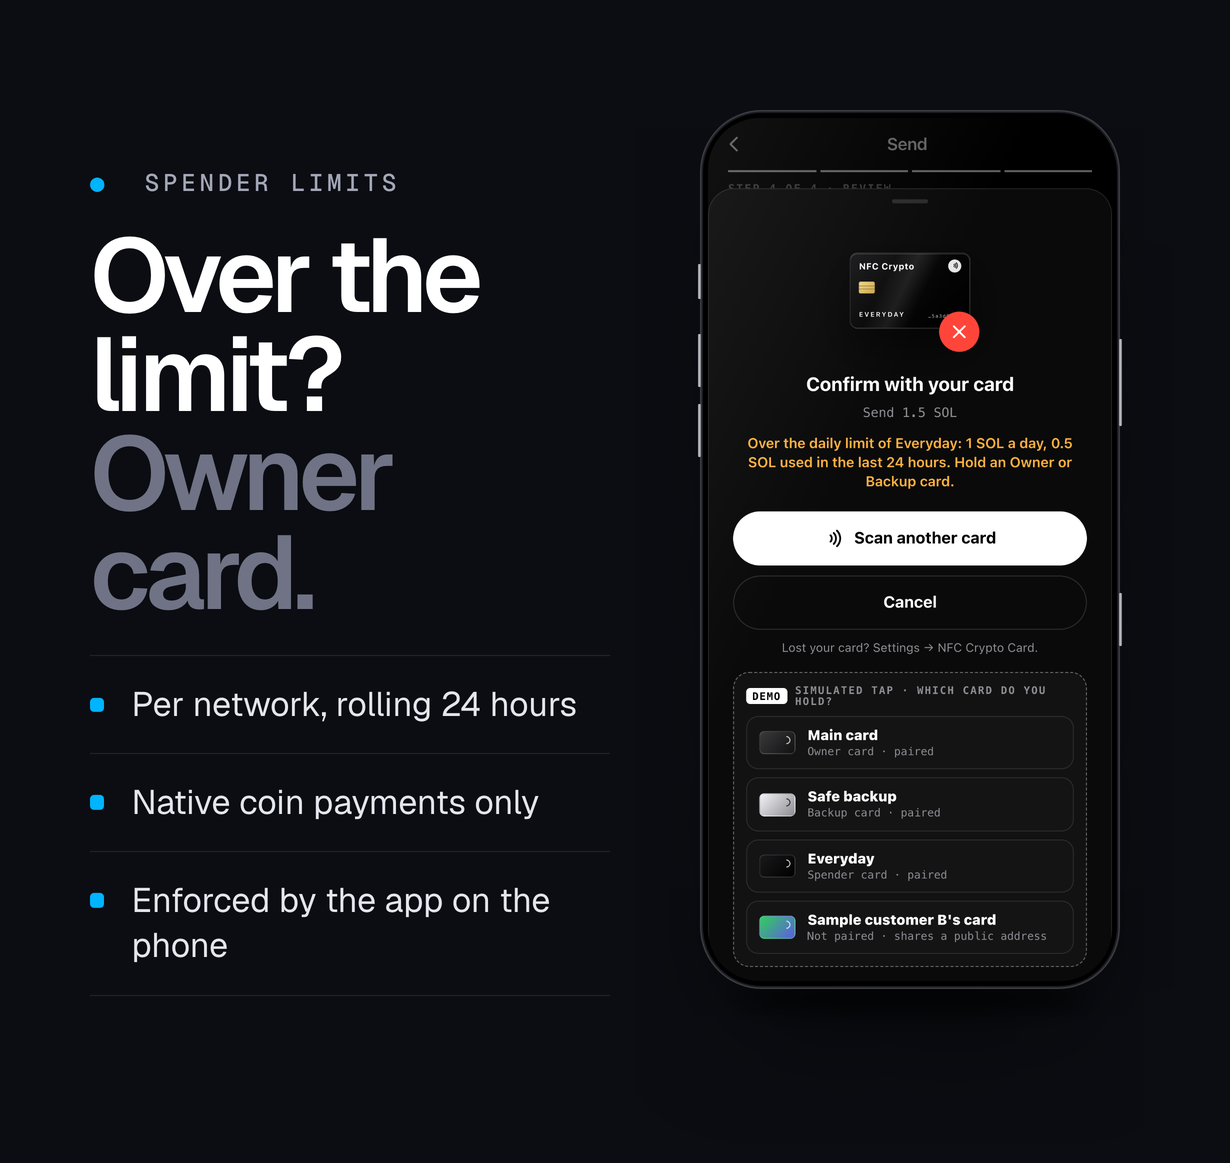 SPENDER LIMITS
Over the
limit?
Owner
card.
Per network, rolling 24 hours
Native coin payments only
Enforced by the app on the
phone
Send
STEP 4 OF 4 · REVIEW
NFC Crypto
EVERYDAY
Confirm with your card
Send 1.5 SOL
Over the daily limit of Everyday: 1 SOL a day, 0.5
SOL used in the last 24 hours. Hold an Owner or
Backup card.
Scan another card
Cancel
Lost your card? Settings → NFC Crypto Card.
DEMO SIMULATED TAP · WHICH CARD DO YOU
HOLD?
Main card
Owner card · paired
Safe backup
Backup card · paired
Everyday
Spender card · paired
Sample customer B's card
Not paired · shares a public address